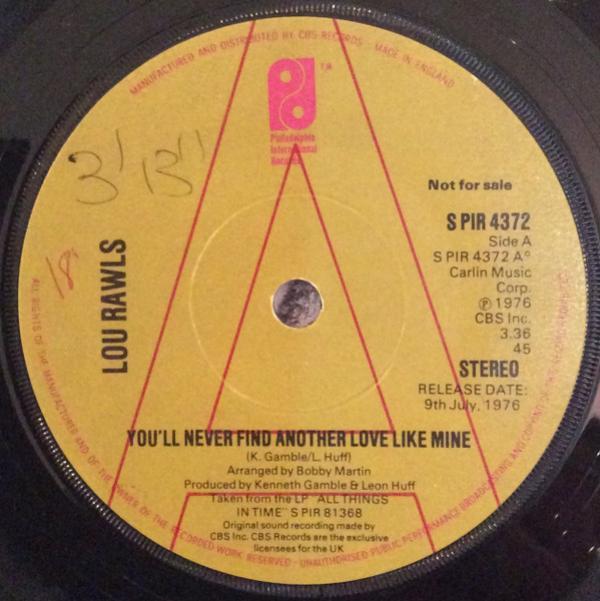 MANUFACTURED AND DISTRIBUTED BY CBS RECORDS · MADE IN ENGLAND
TM
Philadelphia
International
Records
3' 13''
18
Not for sale
S PIR 4372
Side A
S PIR 4372 A°
Carlin Music
Corp.
℗ 1976
CBS Inc.
3.36
45
STEREO
RELEASE DATE:
9th July, 1976
LOU RAWLS
YOU'LL NEVER FIND ANOTHER LOVE LIKE MINE
(K. Gamble/L. Huff)
Arranged by Bobby Martin
Produced by Kenneth Gamble & Leon Huff
Taken from the LP "ALL THINGS
IN TIME" S PIR 81368
Original sound recording made by
CBS Inc. CBS Records are the exclusive
licensees for the UK
ALL RIGHTS OF THE MANUFACTURER AND OF THE OWNER OF THE RECORDED WORK RESERVED · UNAUTHORISED PUBLIC PERFORMANCE BROADCASTING AND COPYING OF